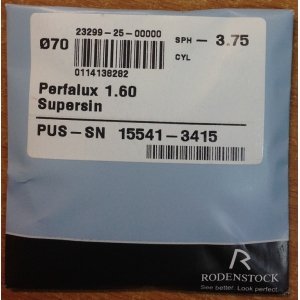 23299-25-00000
Ø70
SPH - 3.75
CYL
0114138282
Perfalux 1.60
Supersin
PUS-SN 15541-3415
R
RODENSTOCK
See better. Look perfect.